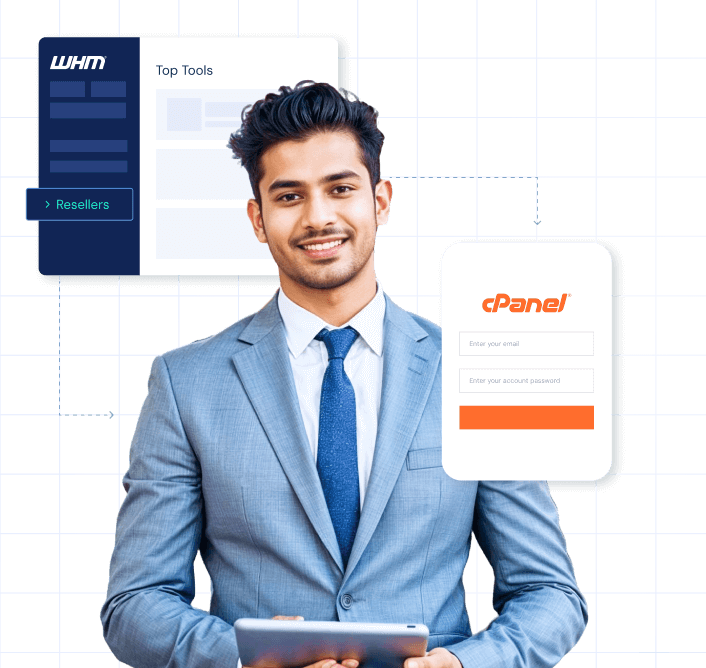 WHM
Top Tools
> Resellers
cPanel®
Enter your email
Enter your account password